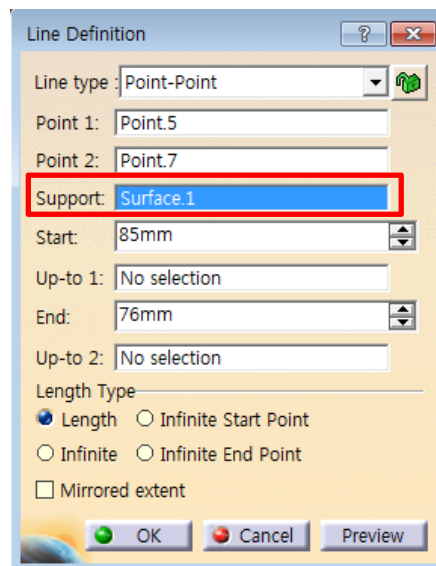 Line Definition
Line type : Point-Point
Point 1: Point.5
Point 2: Point.7
Support: Surface.1
Start: 85mm
Up-to 1: No selection
End: 76mm
Up-to 2: No selection
Length Type
Length Infinite Start Point
Infinite Infinite End Point
Mirrored extent
OK Cancel Preview